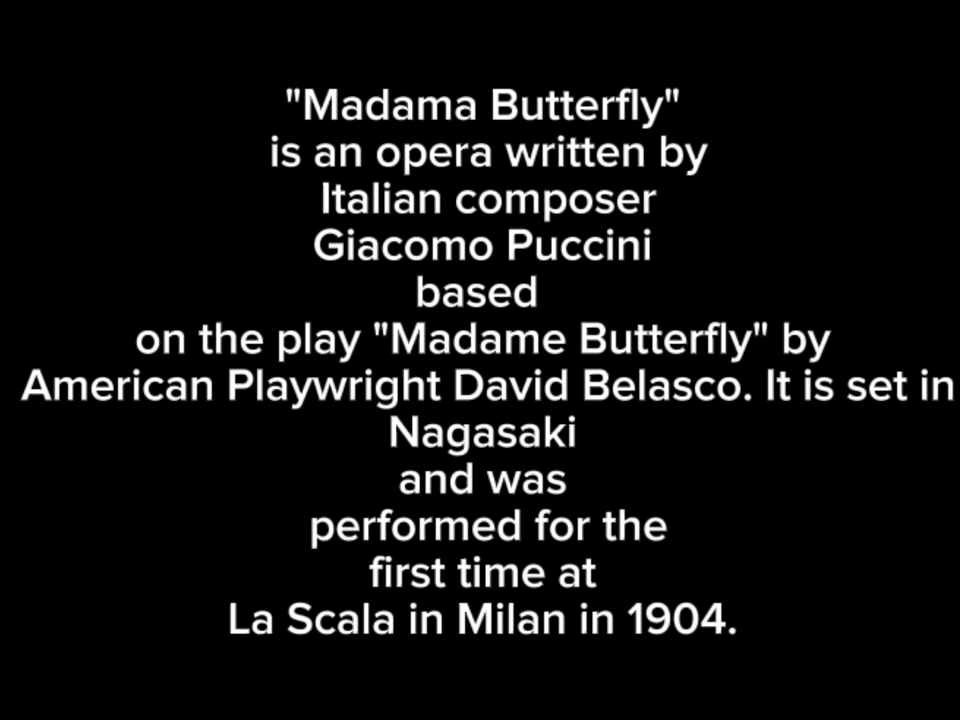 "Madama Butterfly"
is an opera written by
Italian composer
Giacomo Puccini
based
on the play "Madame Butterfly" by
American Playwright David Belasco. It is set in
Nagasaki
and was
performed for the
first time at
La Scala in Milan in 1904.